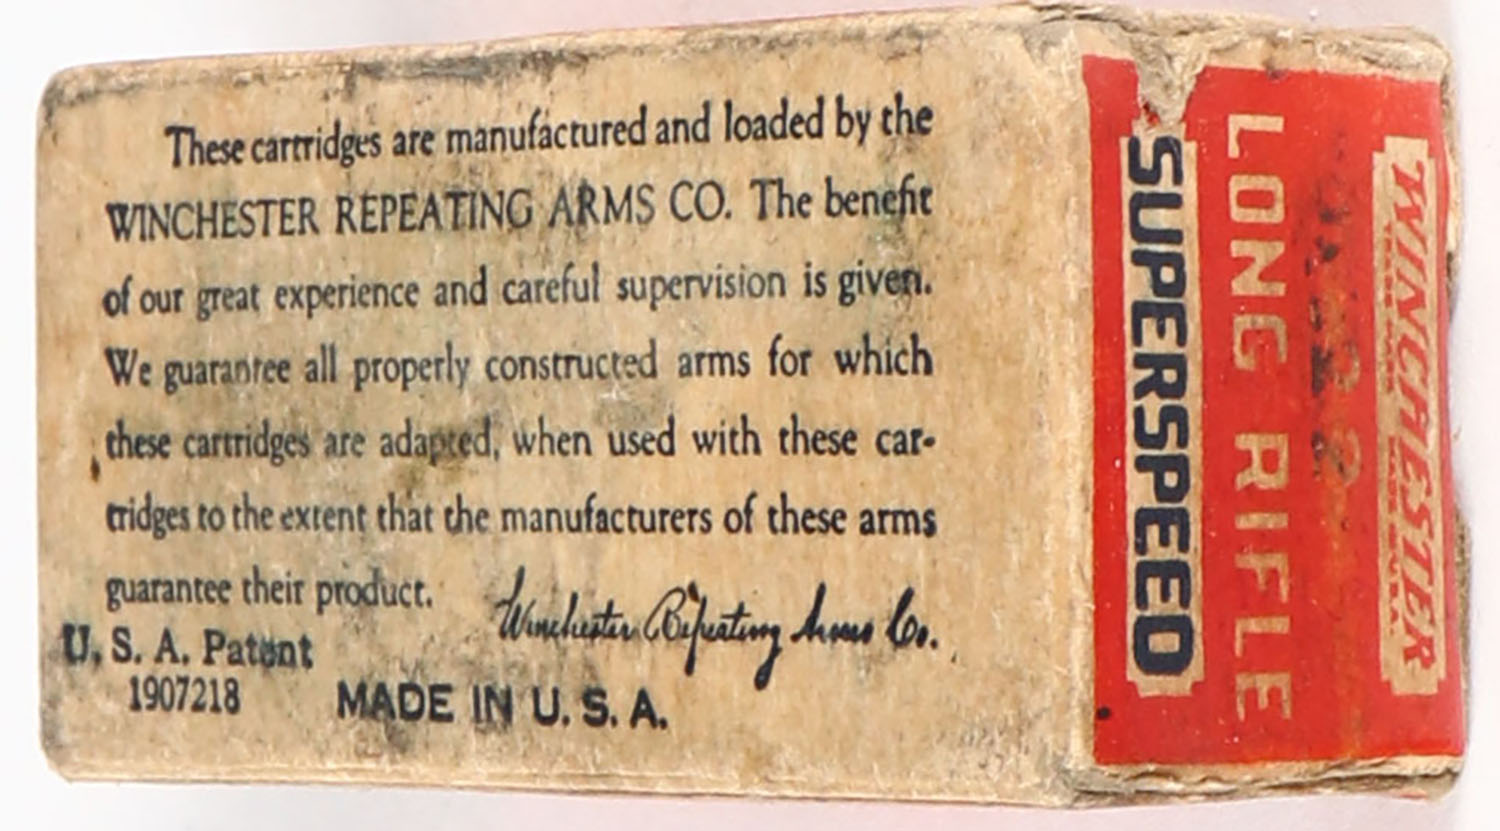 These cartridges are manufactured and loaded by the
WINCHESTER REPEATING ARMS CO. The benefit
of our great experience and careful supervision is given.
We guarantee all properly constructed arms for which
these cartridges are adapted, when used with these car-
tridges to the extent that the manufacturers of these arms
guarantee their product.
Winchester Repeating Arms Co.
U. S. A. Patent
1907218
MADE IN U. S. A.
WINCHESTER
TRADE MARK
LONG RIFLE
SUPERSPEED